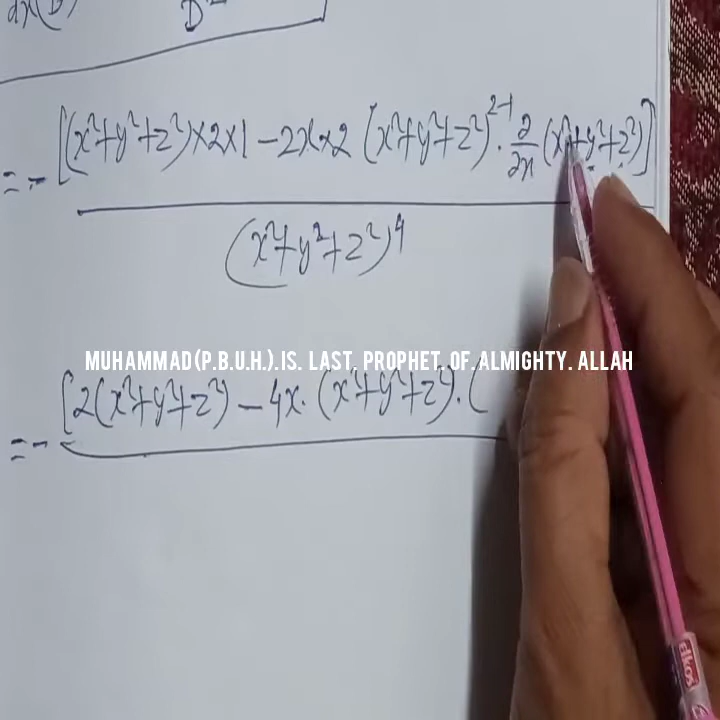 dx(D) D²
= - [(x²+y²+z²)×2×1 - 2x×2 (x²+y²+z²)²⁻¹ . ∂/∂x (x²+y²+z²)]
(x²+y²+z²)⁴
MUHAMMAD(P.B.U.H.).IS. LAST. PROPHET. OF. ALMIGHTY. ALLAH
= - [2(x²+y²+z²) - 4x. (x²+y²+z²). (
elkos